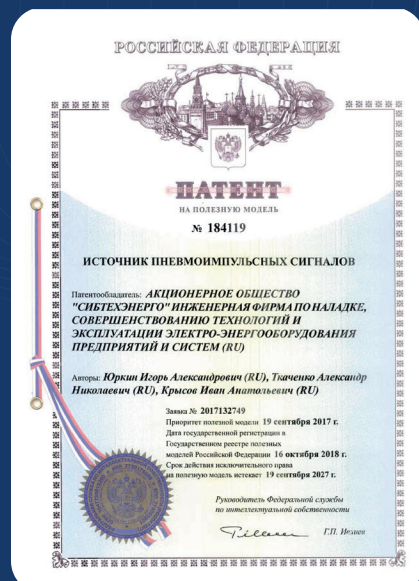 РОССИЙСКАЯ ФЕДЕРАЦИЯ
ПАТЕНТ
НА ПОЛЕЗНУЮ МОДЕЛЬ
№ 184119
ИСТОЧНИК ПНЕВМОИМПУЛЬСНЫХ СИГНАЛОВ
Патентообладатель: АКЦИОНЕРНОЕ ОБЩЕСТВО
"СИБТЕХЭНЕРГО" ИНЖЕНЕРНАЯ ФИРМА ПО НАЛАДКЕ,
СОВЕРШЕНСТВОВАНИЮ ТЕХНОЛОГИЙ И
ЭКСПЛУАТАЦИИ ЭЛЕКТРО-ЭНЕРГООБОРУДОВАНИЯ
ПРЕДПРИЯТИЙ И СИСТЕМ (RU)
Авторы: Юркин Игорь Александрович (RU), Ткаченко Александр
Николаевич (RU), Крысов Иван Анатольевич (RU)
Заявка № 2017132749
Приоритет полезной модели 19 сентября 2017 г.
Дата государственной регистрации в
Государственном реестре полезных
моделей Российской Федерации 16 октября 2018 г.
Срок действия исключительного права
на полезную модель истекает 19 сентября 2027 г.
Руководитель Федеральной службы
по интеллектуальной собственности
Г.П. Ивлиев